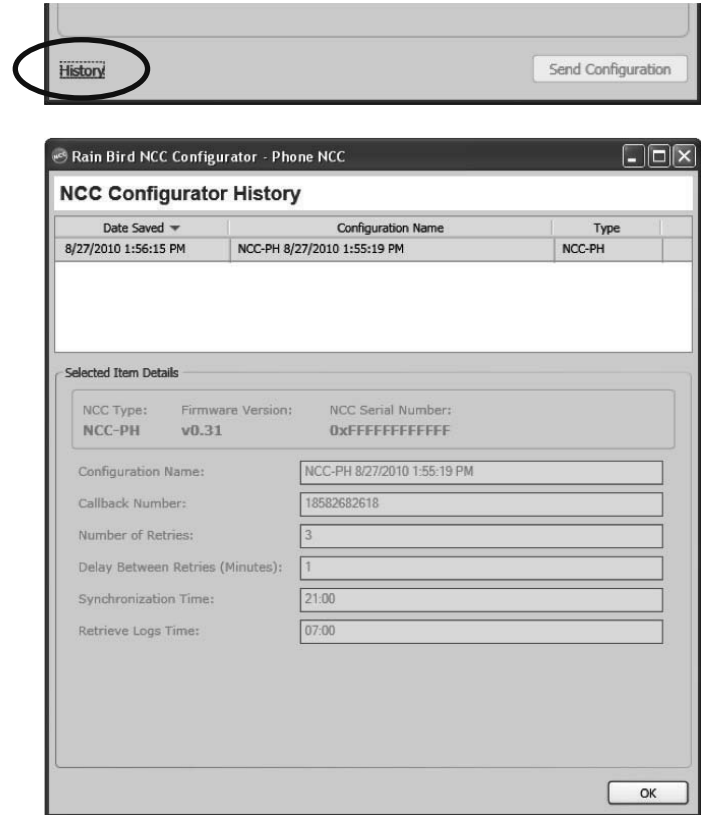 History
Send Configuration
Rain Bird NCC Configurator - Phone NCC
NCC Configurator History
Date Saved Configuration Name Type
8/27/2010 1:56:15 PM NCC-PH 8/27/2010 1:55:19 PM NCC-PH
Selected Item Details
NCC Type: Firmware Version: NCC Serial Number:
NCC-PH v0.31 0xFFFFFFFFFFFF
Configuration Name: NCC-PH 8/27/2010 1:55:19 PM
Callback Number: 18582682618
Number of Retries: 3
Delay Between Retries (Minutes): 1
Synchronization Time: 21:00
Retrieve Logs Time: 07:00
OK